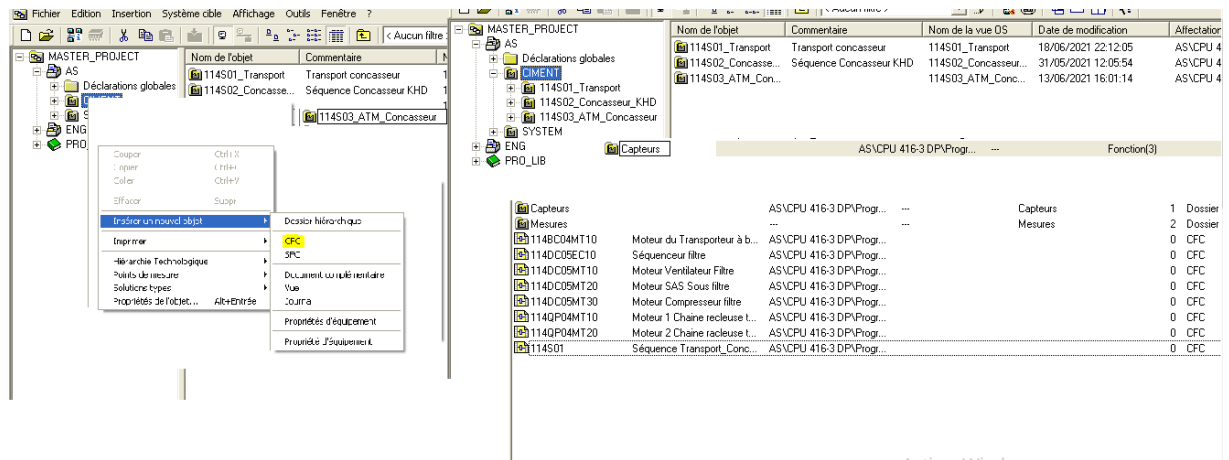 Fichier Edition Insertion Système cible Affichage Outils Fenêtre ?
< Aucun filtre
MASTER_PROJECT
AS
Déclarations globales
ENG
Nom de l'objet Commentaire
114S01_Transport Transport concasseur
114S02_Concasse... Séquence Concasseur KHD
114S03_ATM_Concasseur
Couper Ctrl+X
Copier
Coller Ctrl+V
Effacer Suppr
Insérer un nouvel objet
Imprimer
Hiérarchie Technologique
Points de mesure
Solutions types
Propriétés de l'objet... Alt+Entrée
Dossier hiérarchique
CFC
SFC
Document complémentaire
Vue
Propriétés d'équipement
Propriété d'équipement
MASTER_PROJECT
AS
Déclarations globales
CIMENT
114S01_Transport
114S02_Concasseur_KHD
114S03_ATM_Concasseur
SYSTEM
ENG
PRO_LIB
Nom de l'objet Commentaire Nom de la vue OS Date de modification Affectation
114S01_Transport Transport concasseur 114S01_Transport 18/06/2021 22:12:05 AS\CPU 4
114S02_Concasse... Séquence Concasseur KHD 114S02_Concasseur... 31/05/2021 12:05:54 AS\CPU 4
114S03_ATM_Con... 114S03_ATM_Conc... 13/06/2021 16:01:14 AS\CPU 4
Capteurs AS\CPU 416-3 DP\Progr... --- Fonction(3)
Capteurs AS\CPU 416-3 DP\Progr... --- Capteurs 1 Dossier
Mesures --- --- Mesures 2 Dossier
114BC04MT10 Moteur du Transporteur à b... AS\CPU 416-3 DP\Progr... 0 CFC
114DC05EC10 Séquenceur filtre AS\CPU 416-3 DP\Progr... 0 CFC
114DC05MT10 Moteur Ventilateur Filtre AS\CPU 416-3 DP\Progr... 0 CFC
114DC05MT20 Moteur SAS Sous filtre AS\CPU 416-3 DP\Progr... 0 CFC
114DC05MT30 Moteur Compresseur filtre AS\CPU 416-3 DP\Progr... 0 CFC
114QP04MT10 Moteur 1 Chaine racleuse t... AS\CPU 416-3 DP\Progr... 0 CFC
114QP04MT20 Moteur 2 Chaine racleuse t... AS\CPU 416-3 DP\Progr... 0 CFC
114S01 Séquence Transport_Conc... AS\CPU 416-3 DP\Progr... 0 CFC